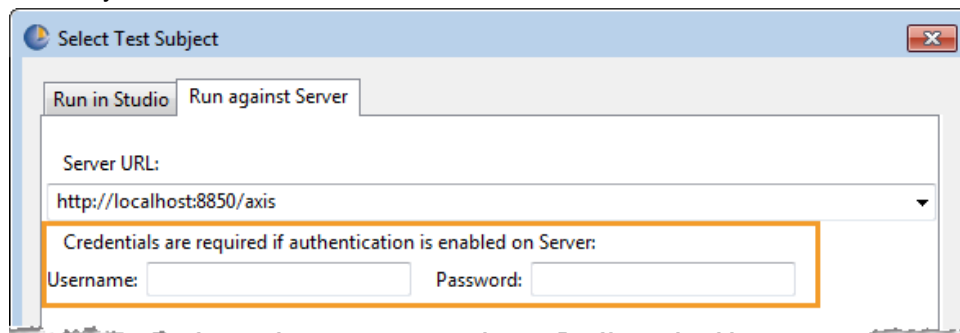 Select Test Subject
Run in Studio Run against Server
Server URL:
http://localhost:8850/axis
Credentials are required if authentication is enabled on Server:
Username: Password: